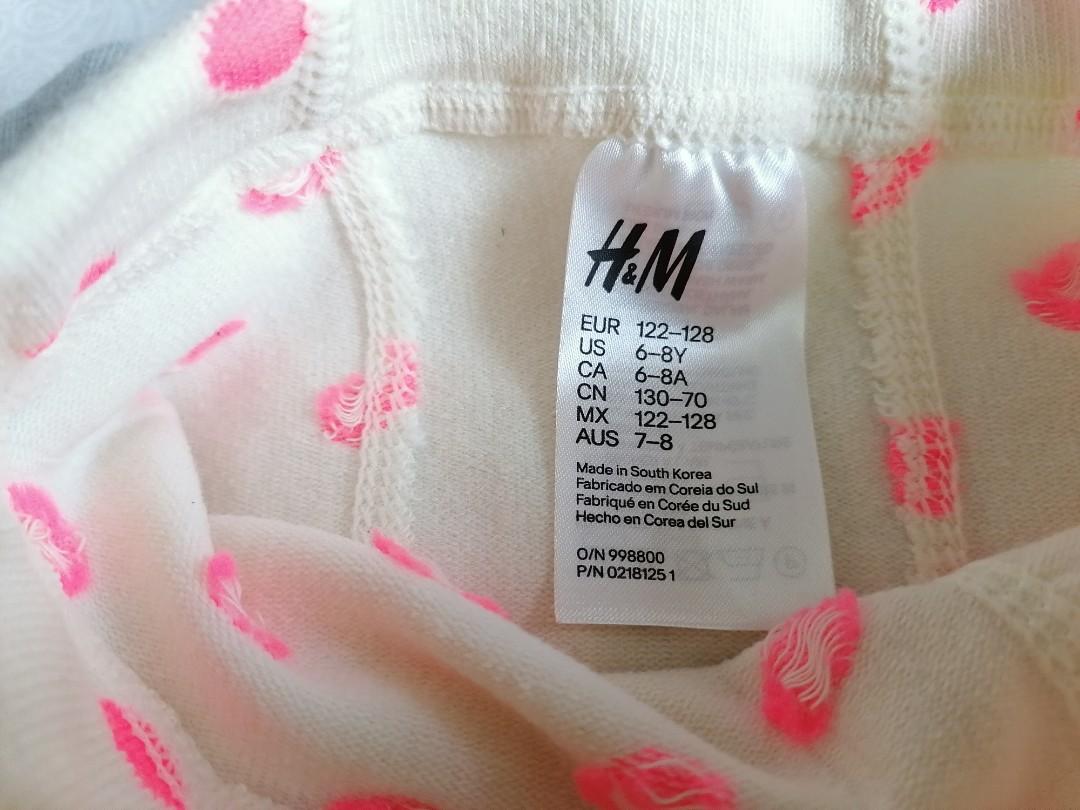 H&M
EUR 122–128
US 6–8Y
CA 6–8A
CN 130–70
MX 122–128
AUS 7–8
Made in South Korea
Fabricado em Coreia do Sul
Fabriqué en Corée du Sud
Hecho en Corea del Sur
O/N 998800
P/N 0218125 1